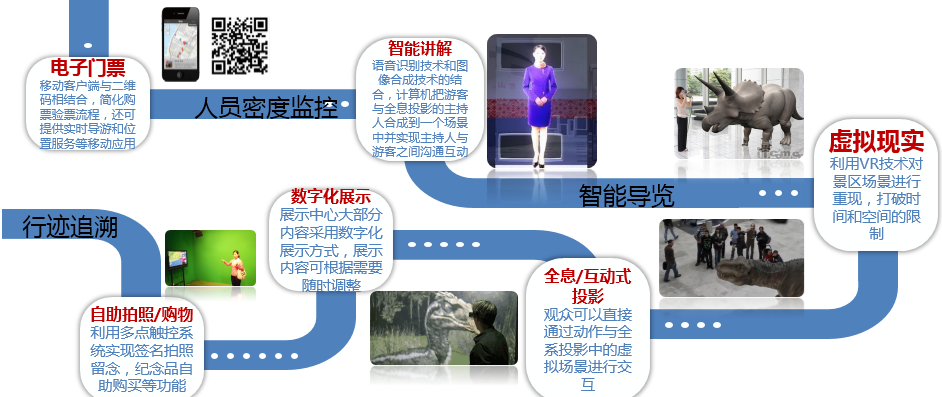 电子门票
移动客户端与二维
码相结合，简化购
票验票流程，还可
提供实时导游和位
置服务等移动应用
人员密度监控
智能讲解
语音识别技术和图
像合成技术的结
合，计算机把游客
与全息投影的主持
人合成到一个场景
中并实现主持人与
游客之间沟通互动
智能导览
虚拟现实
利用VR技术对
景区场景进行
重现，打破时
间和空间的限
制
全息/互动式
投影
观众可以直接
通过动作与全
系投影中的虚
拟场景进行交
互
数字化展示
展示中心大部分
内容采用数字化
展示方式，展示
内容可根据需要
随时调整
自助拍照/购物
利用多点触控系
统实现签名拍照
留念，纪念品自
助购买等功能
行迹追溯